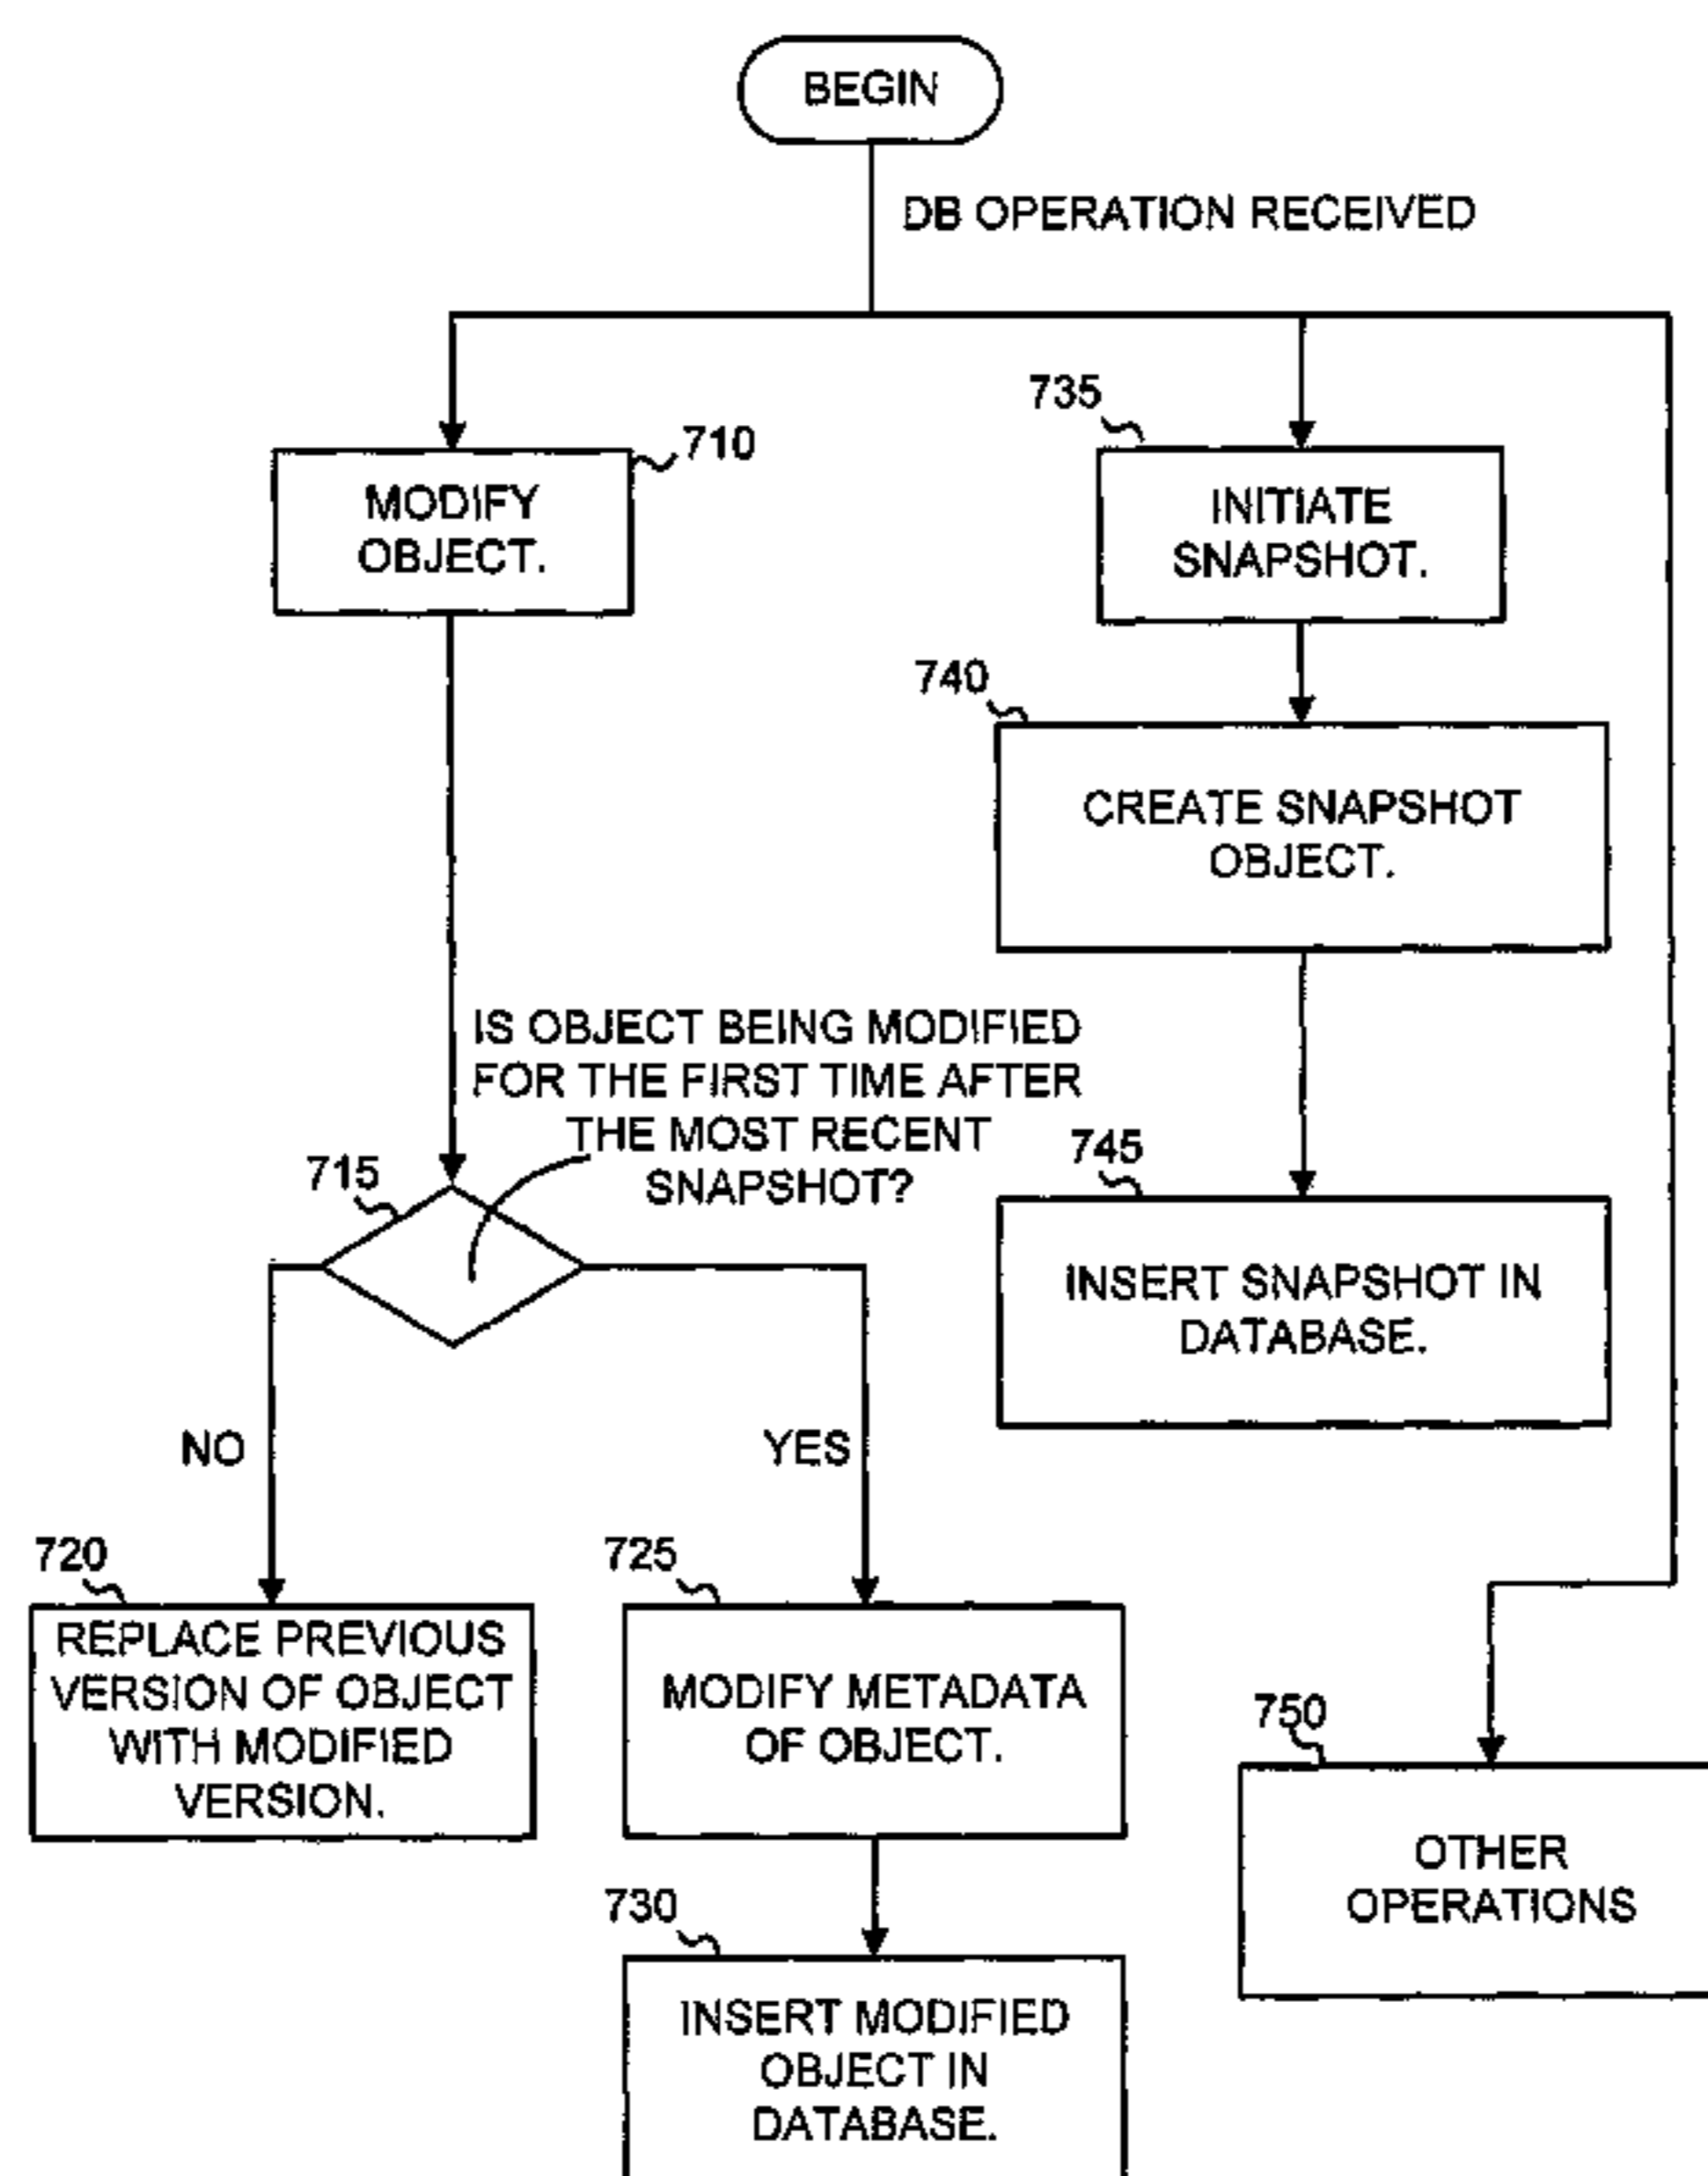 BEGIN
DB OPERATION RECEIVED
710
MODIFY
OBJECT.
735
INITIATE
SNAPSHOT.
740
CREATE SNAPSHOT
OBJECT.
IS OBJECT BEING MODIFIED
FOR THE FIRST TIME AFTER
THE MOST RECENT
SNAPSHOT?
715
745
INSERT SNAPSHOT IN
DATABASE.
NO
YES
720
REPLACE PREVIOUS
VERSION OF OBJECT
WITH MODIFIED
VERSION.
725
MODIFY METADATA
OF OBJECT.
750
OTHER
OPERATIONS
730
INSERT MODIFIED
OBJECT IN
DATABASE.